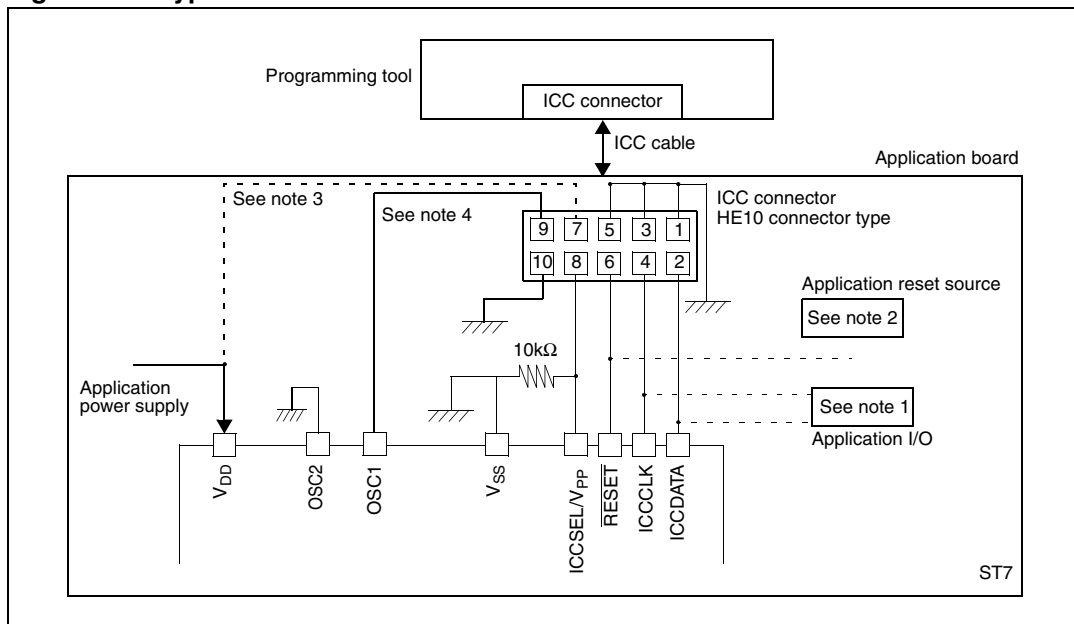 Programming tool
ICC connector
ICC cable
Application board
See note 3
See note 4
ICC connector
HE10 connector type
9 7 5 3 1
10 8 6 4 2
Application reset source
See note 2
10kΩ
Application
power supply
See note 1
Application I/O
VDD
OSC2
OSC1
VSS
ICCSEL/VPP
RESET
ICCCLK
ICCDATA
ST7